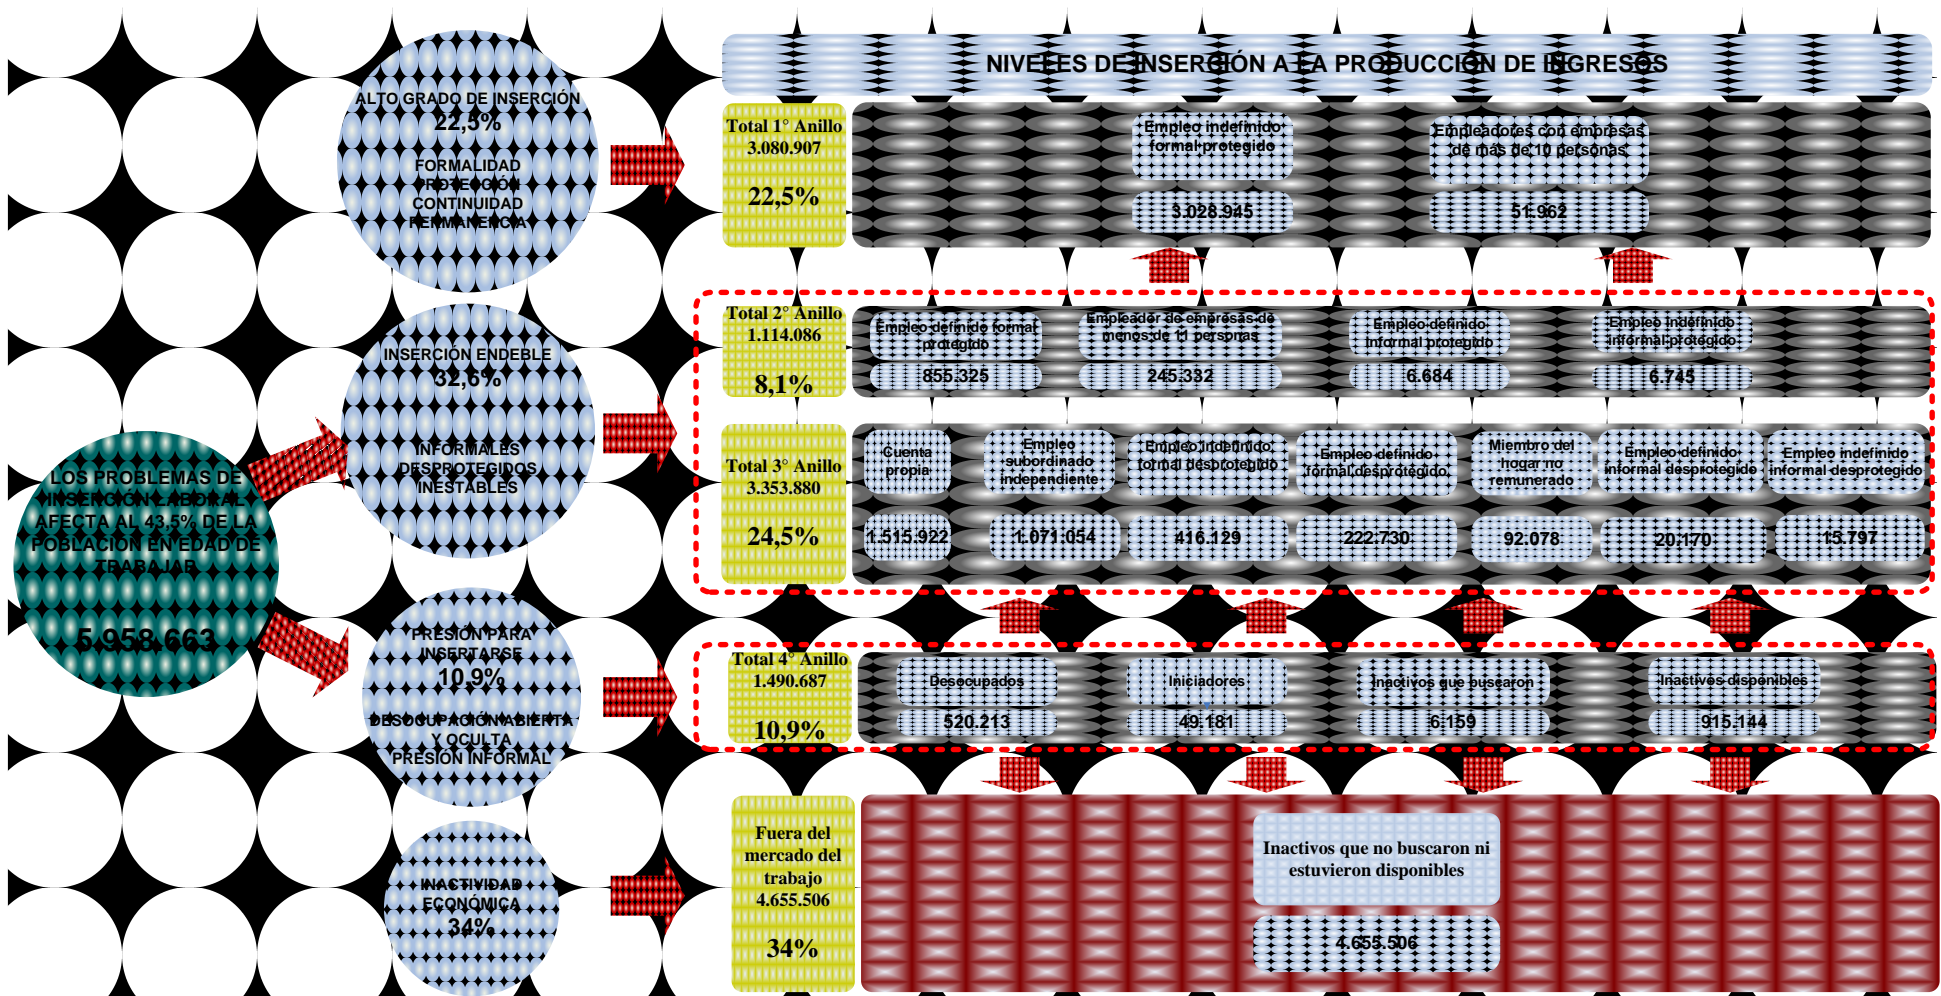 NIVELES DE INSERCIÓN A LA PRODUCCIÓN DE INGRESOS
ALTO GRADO DE INSERCIÓN
22,5%
FORMALIDAD
PROTECCIÓN
CONTINUIDAD
PERMANENCIA
Total 1° Anillo
3.080.907
22,5%
Empleo indefinido
formal protegido
3.028.945
Empleadores con empresas
de más de 10 personas
51.962
INSERCIÓN ENDEBLE
32,6%
INFORMALES
DESPROTEGIDOS
INESTABLES
Total 2° Anillo
1.114.086
8,1%
Empleo definido formal
protegido
855.325
Empleador de empresas de
menos de 11 personas
245.332
Empleo definido
informal protegido
6.684
Empleo indefinido
informal protegido
6.745
Total 3° Anillo
3.353.880
24,5%
Cuenta
propia
1.515.922
Empleo
subordinado
independiente
1.071.054
Empleo indefinido
formal desprotegido
416.129
Empleo definido
formal desprotegido
222.730
Miembro del
hogar no
remunerado
92.078
Empleo definido
informal desprotegido
20.170
Empleo indefinido
informal desprotegido
15.797
LOS PROBLEMAS DE
INSERCIÓN LABORAL
AFECTA AL 43,5% DE LA
POBLACIÓN EN EDAD DE
TRABAJAR
5.958.663
PRESIÓN PARA
INSERTARSE
10,9%
DESOCUPACIÓN ABIERTA
Y OCULTA
PRESIÓN INFORMAL
Total 4° Anillo
1.490.687
10,9%
Desocupados
520.213
Iniciadores
49.181
Inactivos que buscaron
6.159
Inactivos disponibles
915.144
INACTIVIDAD
ECONÓMICA
34%
Fuera del
mercado del
trabajo
4.655.506
34%
Inactivos que no buscaron ni
estuvieron disponibles
4.655.506